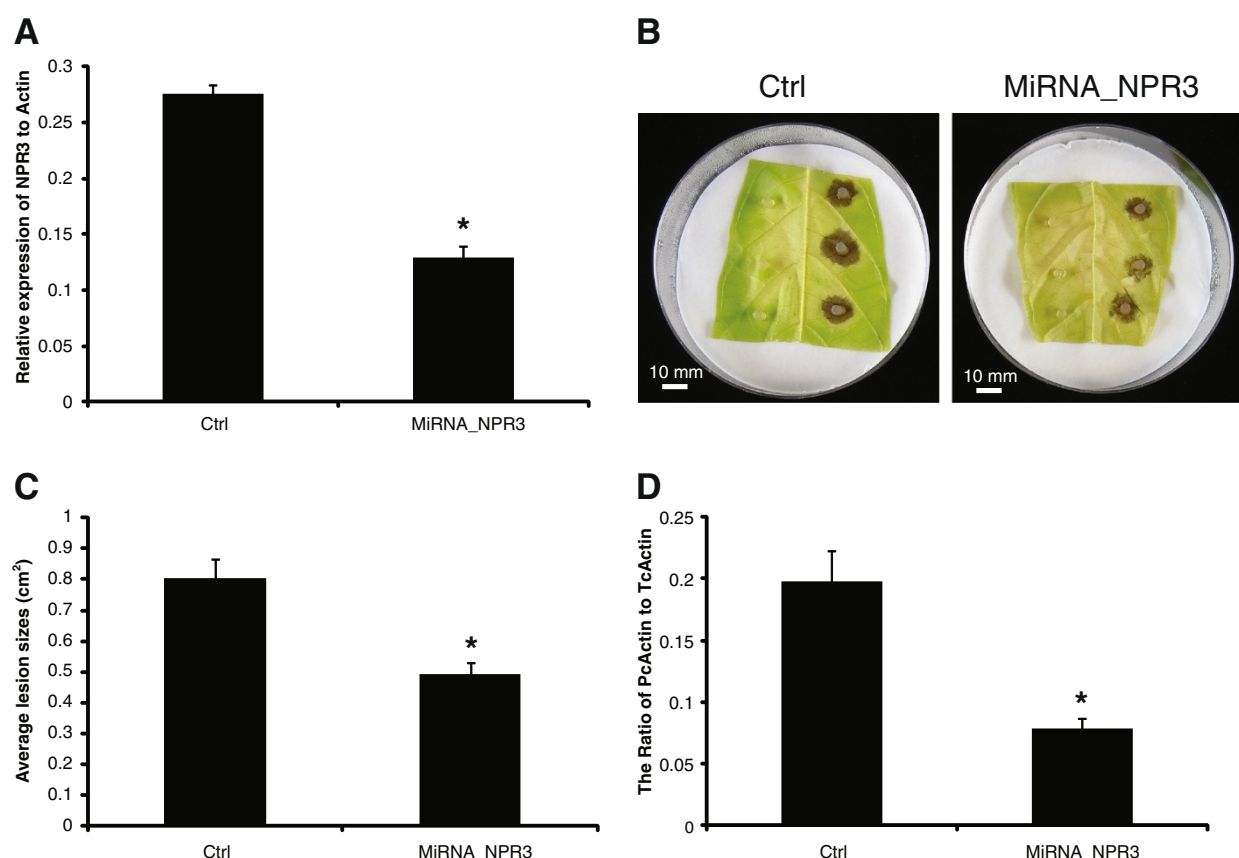 A
Relative expression of NPR3 to Actin
0.3
0.25
0.2
0.15
0.1
0.05
0
*
Ctrl
MiRNA_NPR3
B
Ctrl
MiRNA_NPR3
10 mm
10 mm
C
Average lesion sizes (cm²)
1
0.9
0.8
0.7
0.6
0.5
0.4
0.3
0.2
0.1
0
*
Ctrl
MiRNA_NPR3
D
The Ratio of PcActin to TcActin
0.25
0.2
0.15
0.1
0.05
0
*
Ctrl
MiRNA_NPR3